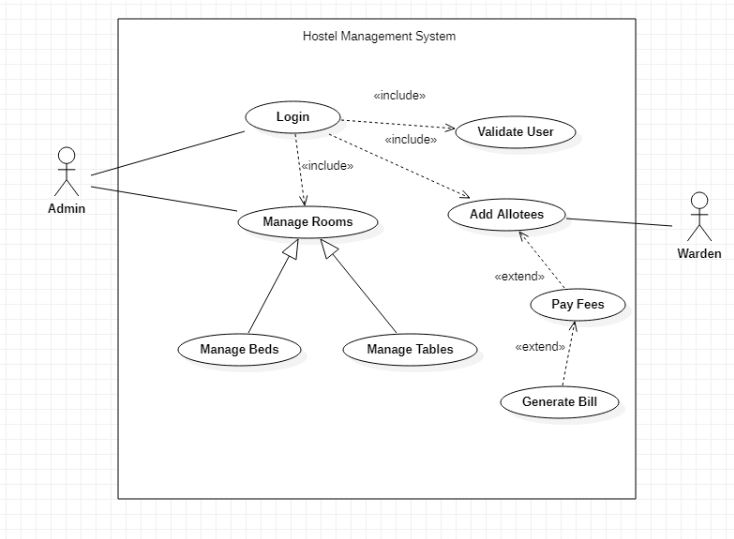 Hostel Management System
«include»
Login
Validate User
«include»
«include»
Admin
Manage Rooms
Add Allotees
Warden
«extend»
Pay Fees
«extend»
Manage Beds
Manage Tables
Generate Bill